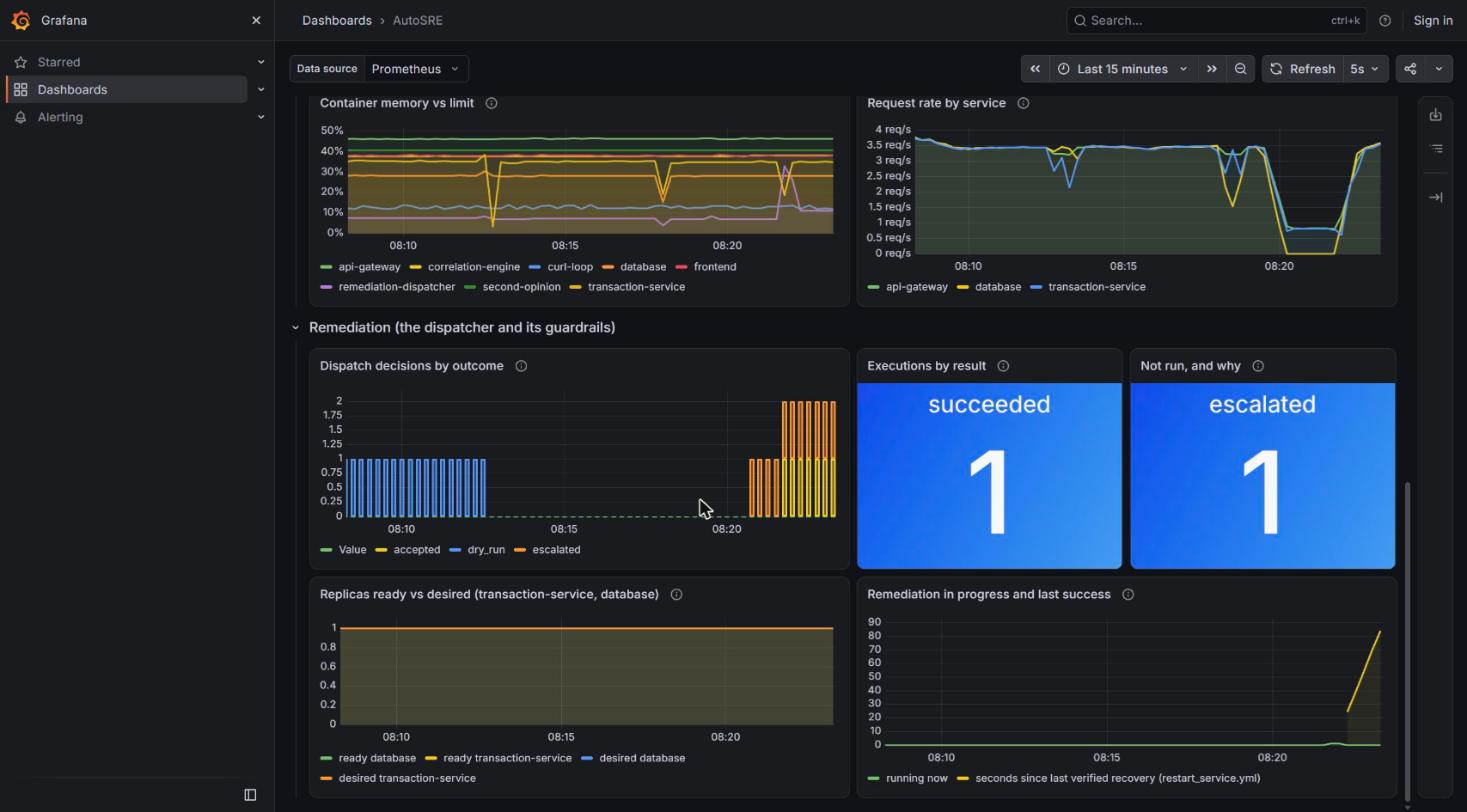 Grafana
Dashboards › AutoSRE
Search...
ctrl+k
Sign in
Starred
Dashboards
Alerting
Data source
Prometheus
Last 15 minutes
Refresh
5s
Container memory vs limit
50%
40%
30%
20%
10%
0%
08:10 08:15 08:20
api-gateway correlation-engine curl-loop database frontend
remediation-dispatcher second-opinion transaction-service
Request rate by service
4 req/s
3.5 req/s
3 req/s
2.5 req/s
2 req/s
1.5 req/s
1 req/s
0.5 req/s
0 req/s
08:10 08:15 08:20
api-gateway database transaction-service
Remediation (the dispatcher and its guardrails)
Dispatch decisions by outcome
2
1.75
1.5
1.25
1
0.75
0.5
0.25
0
08:10 08:15 08:20
Value accepted dry_run escalated
Executions by result
succeeded
1
Not run, and why
escalated
1
Replicas ready vs desired (transaction-service, database)
1
0.8
0.6
0.4
0.2
0
08:10 08:15 08:20
ready database ready transaction-service desired database
desired transaction-service
Remediation in progress and last success
90
80
70
60
50
40
30
20
10
0
08:10 08:15 08:20
running now seconds since last verified recovery (restart_service.yml)